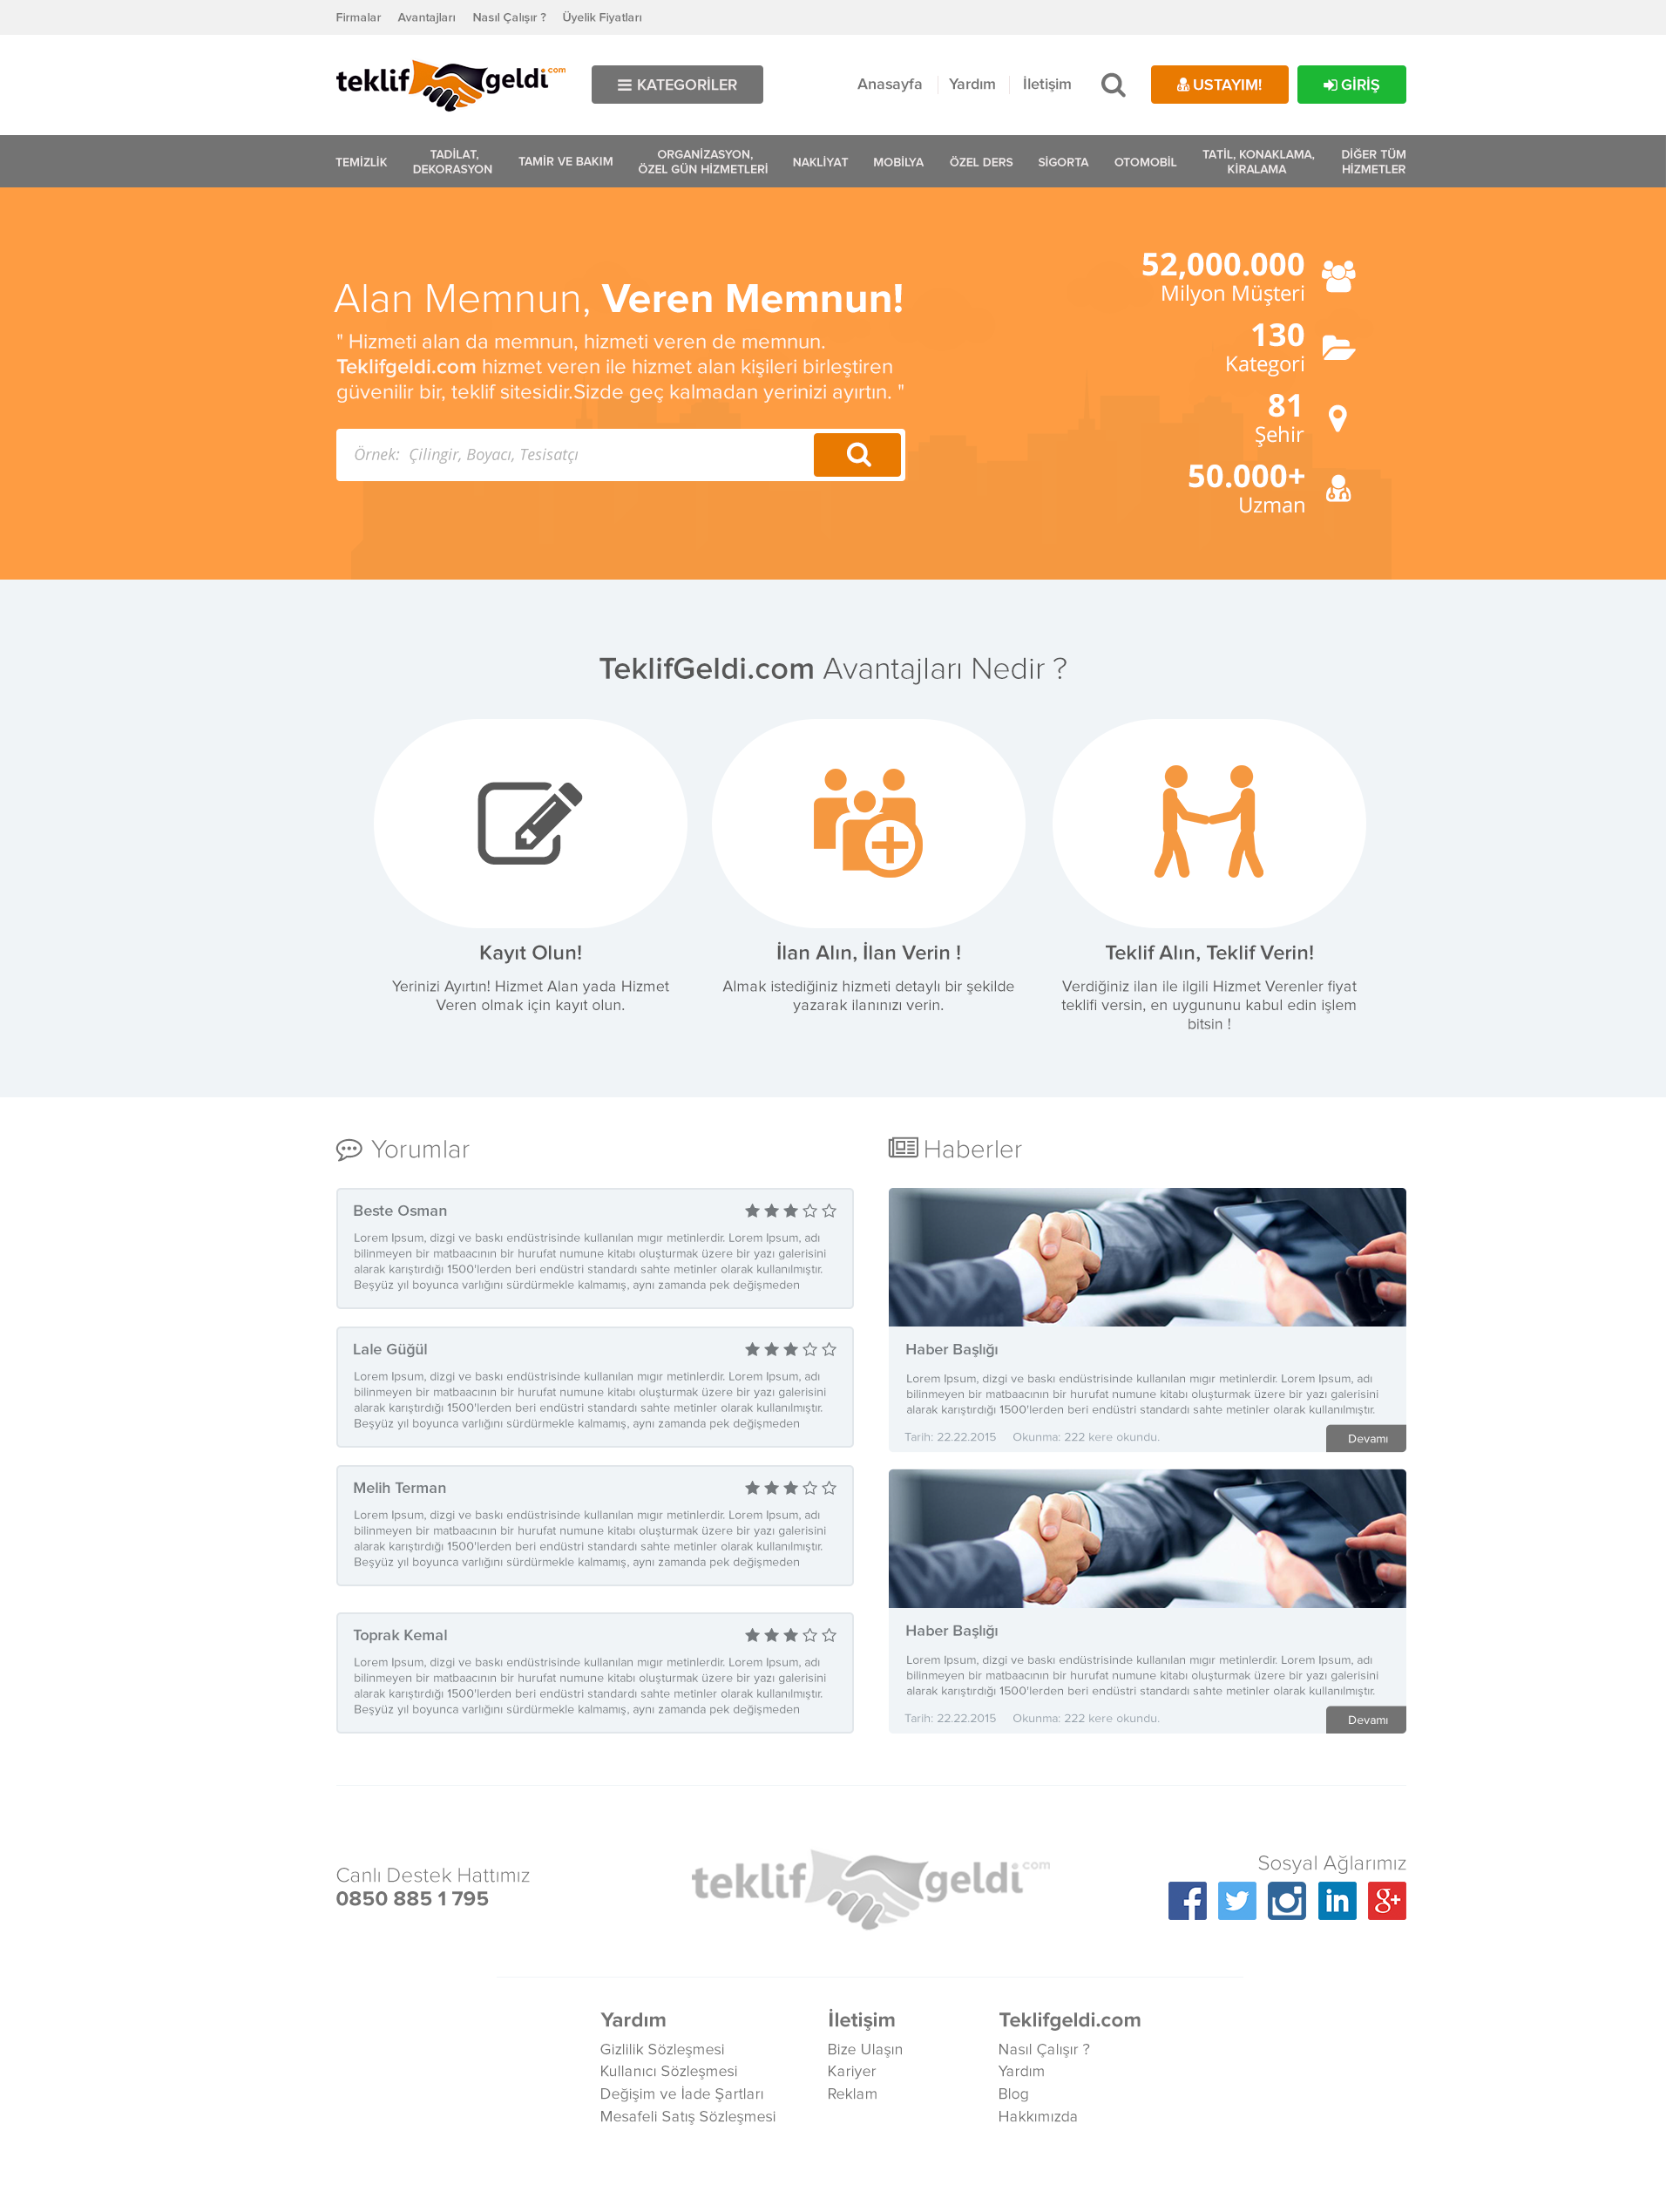 Firmalar Avantajları Nasıl Çalışır ? Üyelik Fiyatları
teklif geldi .com
KATEGORİLER
Anasayfa Yardım İletişim
USTAYIM!
GİRİŞ
TEMİZLİK
TADİLAT,
DEKORASYON
TAMİR VE BAKIM
ORGANİZASYON,
ÖZEL GÜN HİZMETLERİ
NAKLİYAT
MOBİLYA
ÖZEL DERS
SİGORTA
OTOMOBİL
TATİL, KONAKLAMA,
KİRALAMA
DİĞER TÜM
HİZMETLER
Alan Memnun, Veren Memnun!
" Hizmeti alan da memnun, hizmeti veren de memnun.
Teklifgeldi.com hizmet veren ile hizmet alan kişileri birleştiren
güvenilir bir, teklif sitesidir.Sizde geç kalmadan yerinizi ayırtın. "
Örnek: Çilingir, Boyacı, Tesisatçı
52,000.000
Milyon Müşteri
130
Kategori
81
Şehir
50.000+
Uzman
TeklifGeldi.com Avantajları Nedir ?
Kayıt Olun!
Yerinizi Ayırtın! Hizmet Alan yada Hizmet
Veren olmak için kayıt olun.
İlan Alın, İlan Verin !
Almak istediğiniz hizmeti detaylı bir şekilde
yazarak ilanınızı verin.
Teklif Alın, Teklif Verin!
Verdiğiniz ilan ile ilgili Hizmet Verenler fiyat
teklifi versin, en uygununu kabul edin işlem
bitsin !
Yorumlar
Beste Osman
Lorem Ipsum, dizgi ve baskı endüstrisinde kullanılan mıgır metinlerdir. Lorem Ipsum, adı
bilinmeyen bir matbaacının bir hurufat numune kitabı oluşturmak üzere bir yazı galerisini
alarak karıştırdığı 1500'lerden beri endüstri standardı sahte metinler olarak kullanılmıştır.
Beşyüz yıl boyunca varlığını sürdürmekle kalmamış, aynı zamanda pek değişmeden
Lale Güğül
Lorem Ipsum, dizgi ve baskı endüstrisinde kullanılan mıgır metinlerdir. Lorem Ipsum, adı
bilinmeyen bir matbaacının bir hurufat numune kitabı oluşturmak üzere bir yazı galerisini
alarak karıştırdığı 1500'lerden beri endüstri standardı sahte metinler olarak kullanılmıştır.
Beşyüz yıl boyunca varlığını sürdürmekle kalmamış, aynı zamanda pek değişmeden
Melih Terman
Lorem Ipsum, dizgi ve baskı endüstrisinde kullanılan mıgır metinlerdir. Lorem Ipsum, adı
bilinmeyen bir matbaacının bir hurufat numune kitabı oluşturmak üzere bir yazı galerisini
alarak karıştırdığı 1500'lerden beri endüstri standardı sahte metinler olarak kullanılmıştır.
Beşyüz yıl boyunca varlığını sürdürmekle kalmamış, aynı zamanda pek değişmeden
Toprak Kemal
Lorem Ipsum, dizgi ve baskı endüstrisinde kullanılan mıgır metinlerdir. Lorem Ipsum, adı
bilinmeyen bir matbaacının bir hurufat numune kitabı oluşturmak üzere bir yazı galerisini
alarak karıştırdığı 1500'lerden beri endüstri standardı sahte metinler olarak kullanılmıştır.
Beşyüz yıl boyunca varlığını sürdürmekle kalmamış, aynı zamanda pek değişmeden
Haberler
Haber Başlığı
Lorem Ipsum, dizgi ve baskı endüstrisinde kullanılan mıgır metinlerdir. Lorem Ipsum, adı
bilinmeyen bir matbaacının bir hurufat numune kitabı oluşturmak üzere bir yazı galerisini
alarak karıştırdığı 1500'lerden beri endüstri standardı sahte metinler olarak kullanılmıştır.
Tarih: 22.22.2015 Okunma: 222 kere okundu.
Devamı
Haber Başlığı
Lorem Ipsum, dizgi ve baskı endüstrisinde kullanılan mıgır metinlerdir. Lorem Ipsum, adı
bilinmeyen bir matbaacının bir hurufat numune kitabı oluşturmak üzere bir yazı galerisini
alarak karıştırdığı 1500'lerden beri endüstri standardı sahte metinler olarak kullanılmıştır.
Tarih: 22.22.2015 Okunma: 222 kere okundu.
Devamı
Canlı Destek Hattımız
0850 885 1 795
teklif geldi .com
Sosyal Ağlarımız
Yardım
Gizlilik Sözleşmesi
Kullanıcı Sözleşmesi
Değişim ve İade Şartları
Mesafeli Satış Sözleşmesi
İletişim
Bize Ulaşın
Kariyer
Reklam
Teklifgeldi.com
Nasıl Çalışır ?
Yardım
Blog
Hakkımızda